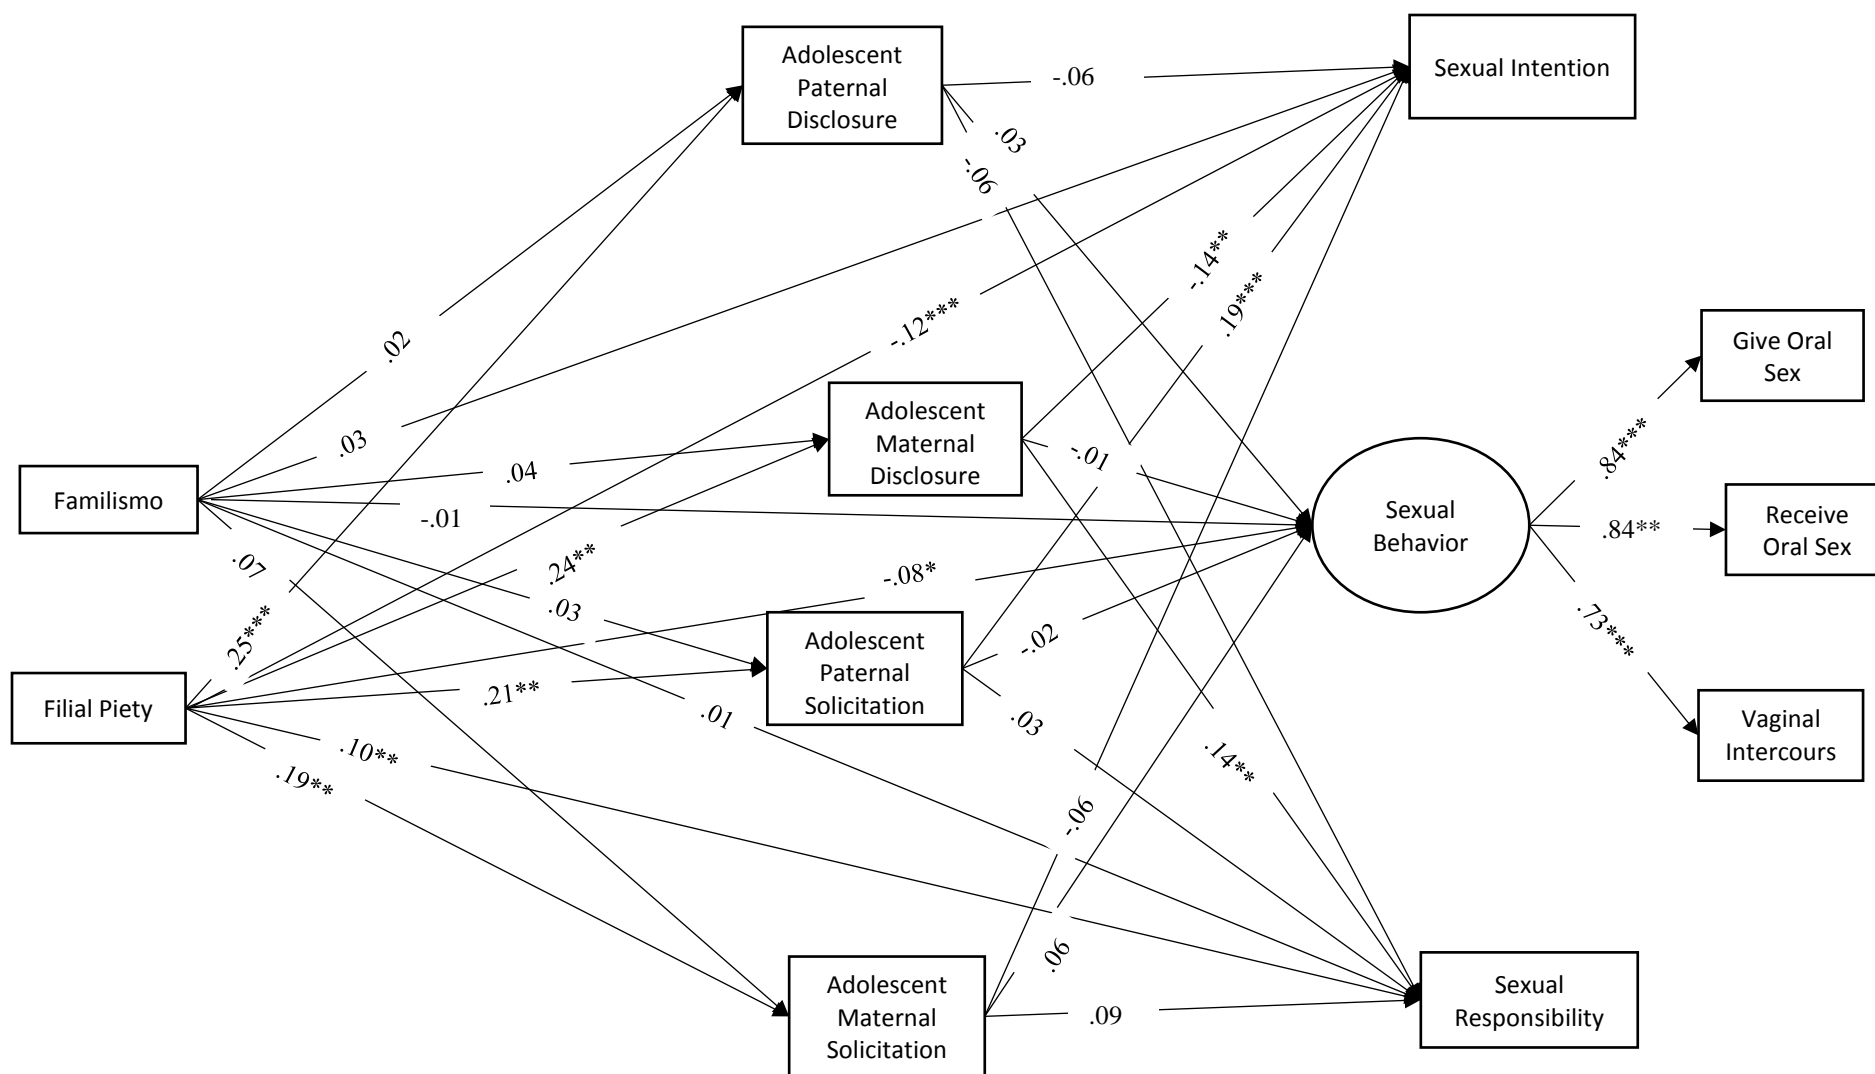 Adolescent
Paternal
Disclosure
-.06
Sexual Intention
.03
-.06
-.14**
.19***
-.12***
.02
Give Oral
Sex
Adolescent
Maternal
Disclosure
.03
.04
-.01
.84***
Familismo
-.01
Sexual
Behavior
.84**
Receive
Oral Sex
.07
.24**
-.08*
.03
.25***
Adolescent
Paternal
Solicitation
-.02
.73***
Filial Piety
.21**
.01
.03
Vaginal
Intercours
.10**
.19**
.14**
-.06
.06
Adolescent
Maternal
Solicitation
.09
Sexual
Responsibility